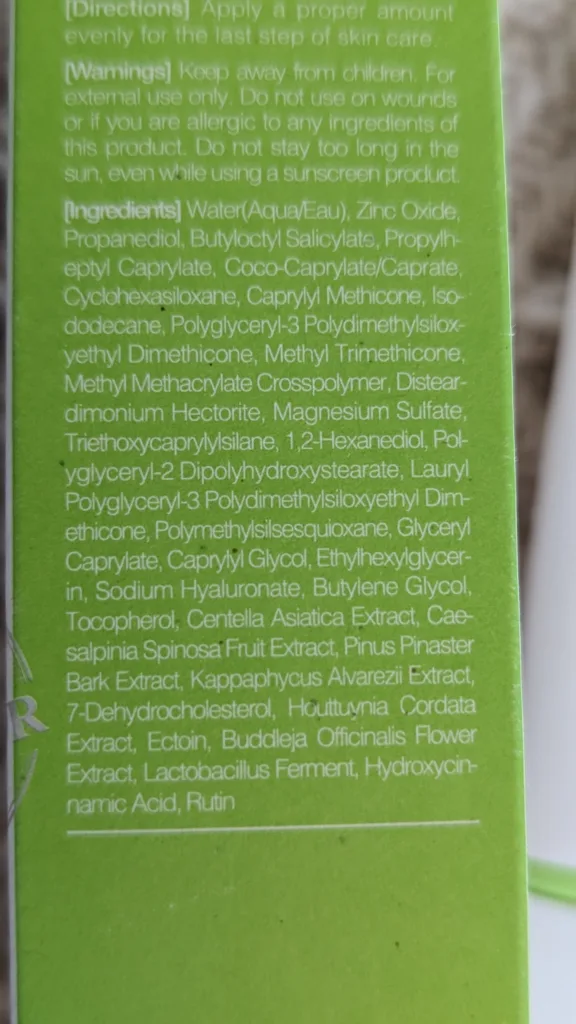 [Directions] Apply a proper amount
evenly for the last step of skin care.
[Warnings] Keep away from children. For
external use only. Do not use on wounds
or if you are allergic to any ingredients of
this product. Do not stay too long in the
sun, even while using a sunscreen product.
[Ingredients] Water(Aqua/Eau), Zinc Oxide,
Propanediol, Butyloctyl Salicylate, Propylh-
eptyl Caprylate, Coco-Caprylate/Caprate,
Cyclohexasiloxane, Caprylyl Methicone, Iso-
dodecane, Polyglyceryl-3 Polydimethylsilox-
yethyl Dimethicone, Methyl Trimethicone,
Methyl Methacrylate Crosspolymer, Distear-
dimonium Hectorite, Magnesium Sulfate,
Triethoxycaprylylsilane, 1,2-Hexanediol, Pol-
yglyceryl-2 Dipolyhydroxystearate, Lauryl
Polyglyceryl-3 Polydimethylsiloxyethyl Dim-
ethicone, Polymethylsilsesquioxane, Glyceryl
Caprylate, Caprylyl Glycol, Ethylhexylglycer-
in, Sodium Hyaluronate, Butylene Glycol,
Tocopherol, Centella Asiatica Extract, Cae-
salpinia Spinosa Fruit Extract, Pinus Pinaster
Bark Extract, Kappaphycus Alvarezii Extract,
7-Dehydrocholesterol, Houttuynia Cordata
Extract, Ectoin, Buddleja Officinalis Flower
Extract, Lactobacillus Ferment, Hydroxycin-
namic Acid, Rutin
R